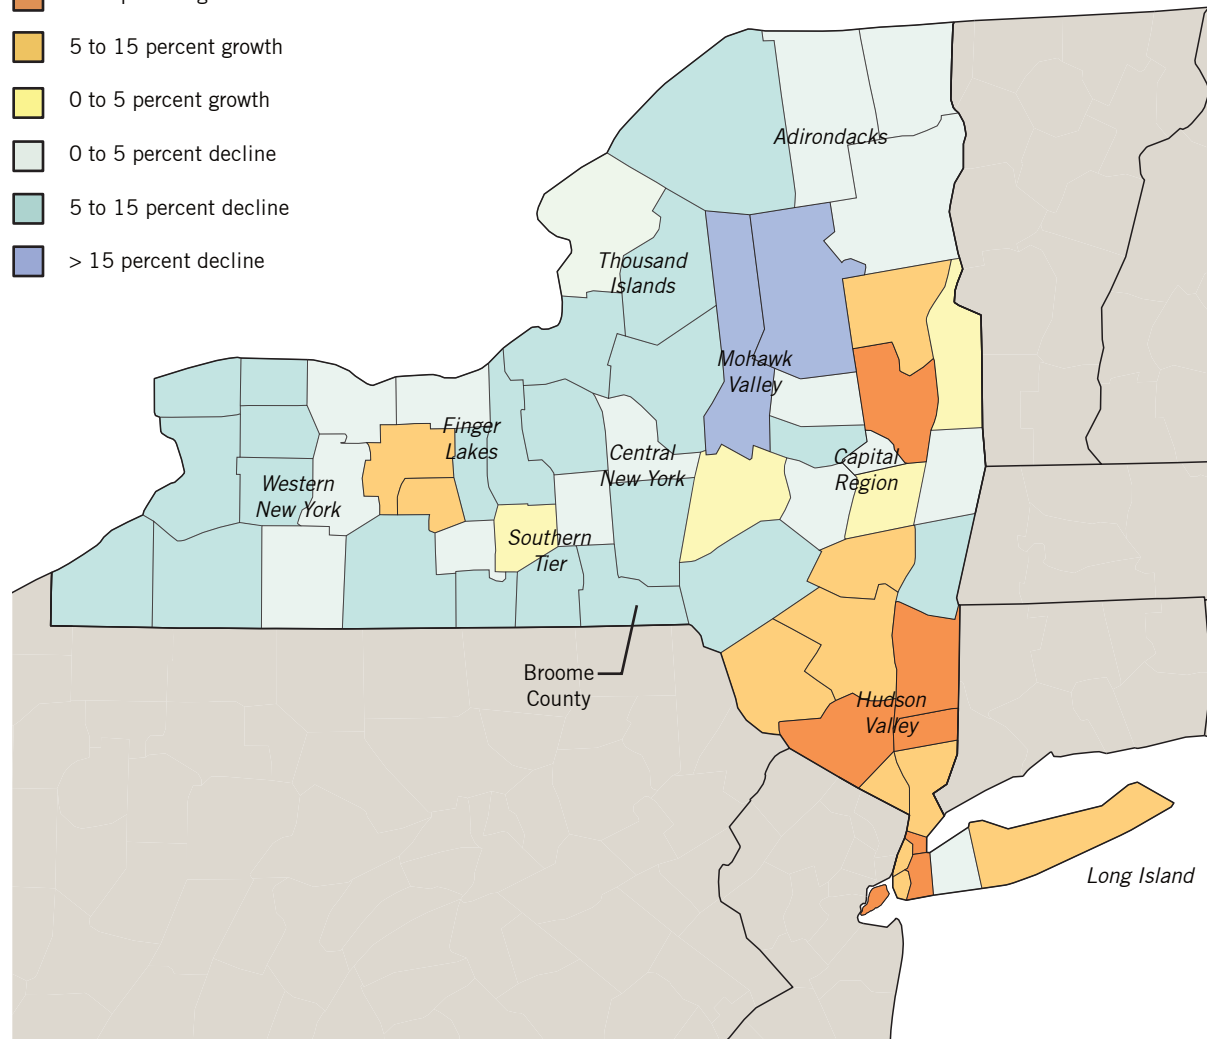 5 to 15 percent growth
0 to 5 percent growth
0 to 5 percent decline
5 to 15 percent decline
> 15 percent decline
Adirondacks
Thousand
Islands
Mohawk
Valley
Finger
Lakes
Central
New York
Capital
Region
Western
New York
Southern
Tier
Broome
County
Hudson
Valley
Long Island